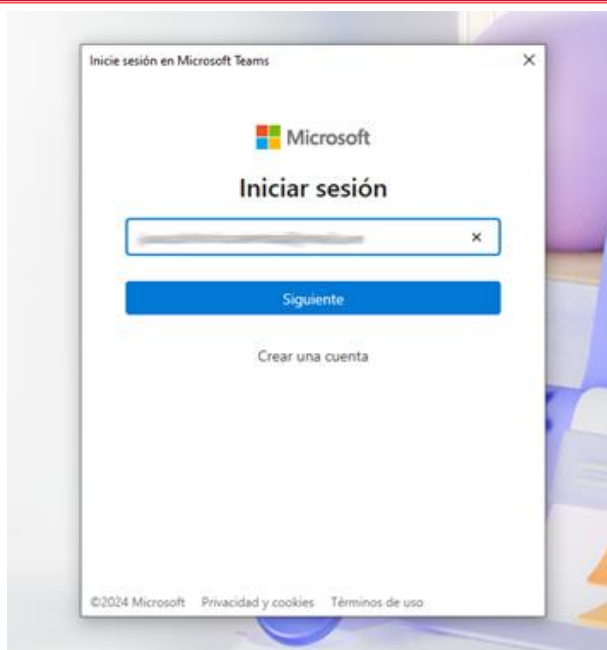 Inicie sesión en Microsoft Teams
Microsoft
Iniciar sesión
Siguiente
Crear una cuenta
©2024 Microsoft Privacidad y cookies Términos de uso